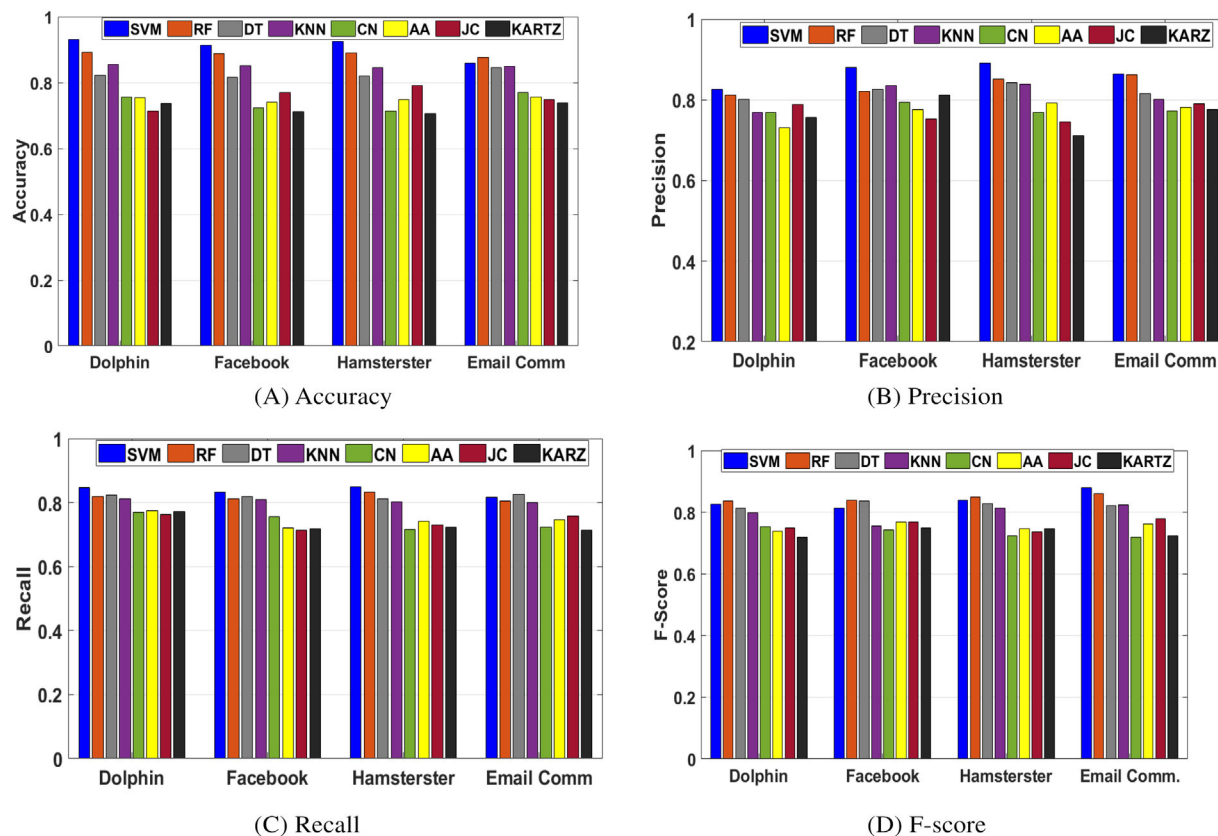 SVM RF DT KNN CN AA JC KARTZ
1
0.8
0.6
0.4
0.2
0
Accuracy
Dolphin Facebook Hamsterster Email Comm
(A) Accuracy
SVM RF DT KNN CN AA JC KARZ
1
0.8
0.6
0.4
0.2
Precision
Dolphin Facebook Hamsterster Email Comm
(B) Precision
SVM RF DT KNN CN AA JC KARZ
1
0.8
0.6
0.4
0.2
0
Recall
Dolphin Facebook Hamsterster Email Comm
(C) Recall
SVM RF DT KNN CN AA JC KARTZ
1
0.8
0.6
0.4
0.2
0
F-Score
Dolphin Facebook Hamsterster Email Comm.
(D) F-score